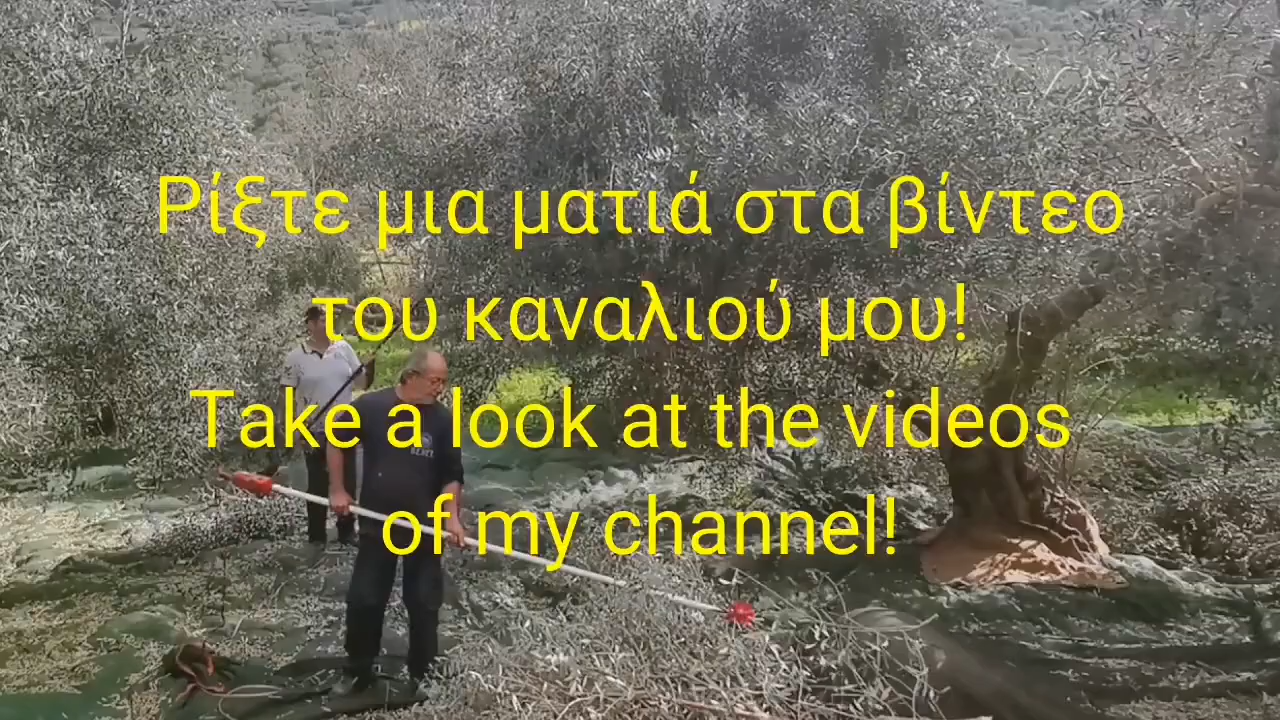 Ρίξτε μια ματιά στα βίντεο
του καναλιού μου!
Take a look at the videos
of my channel!